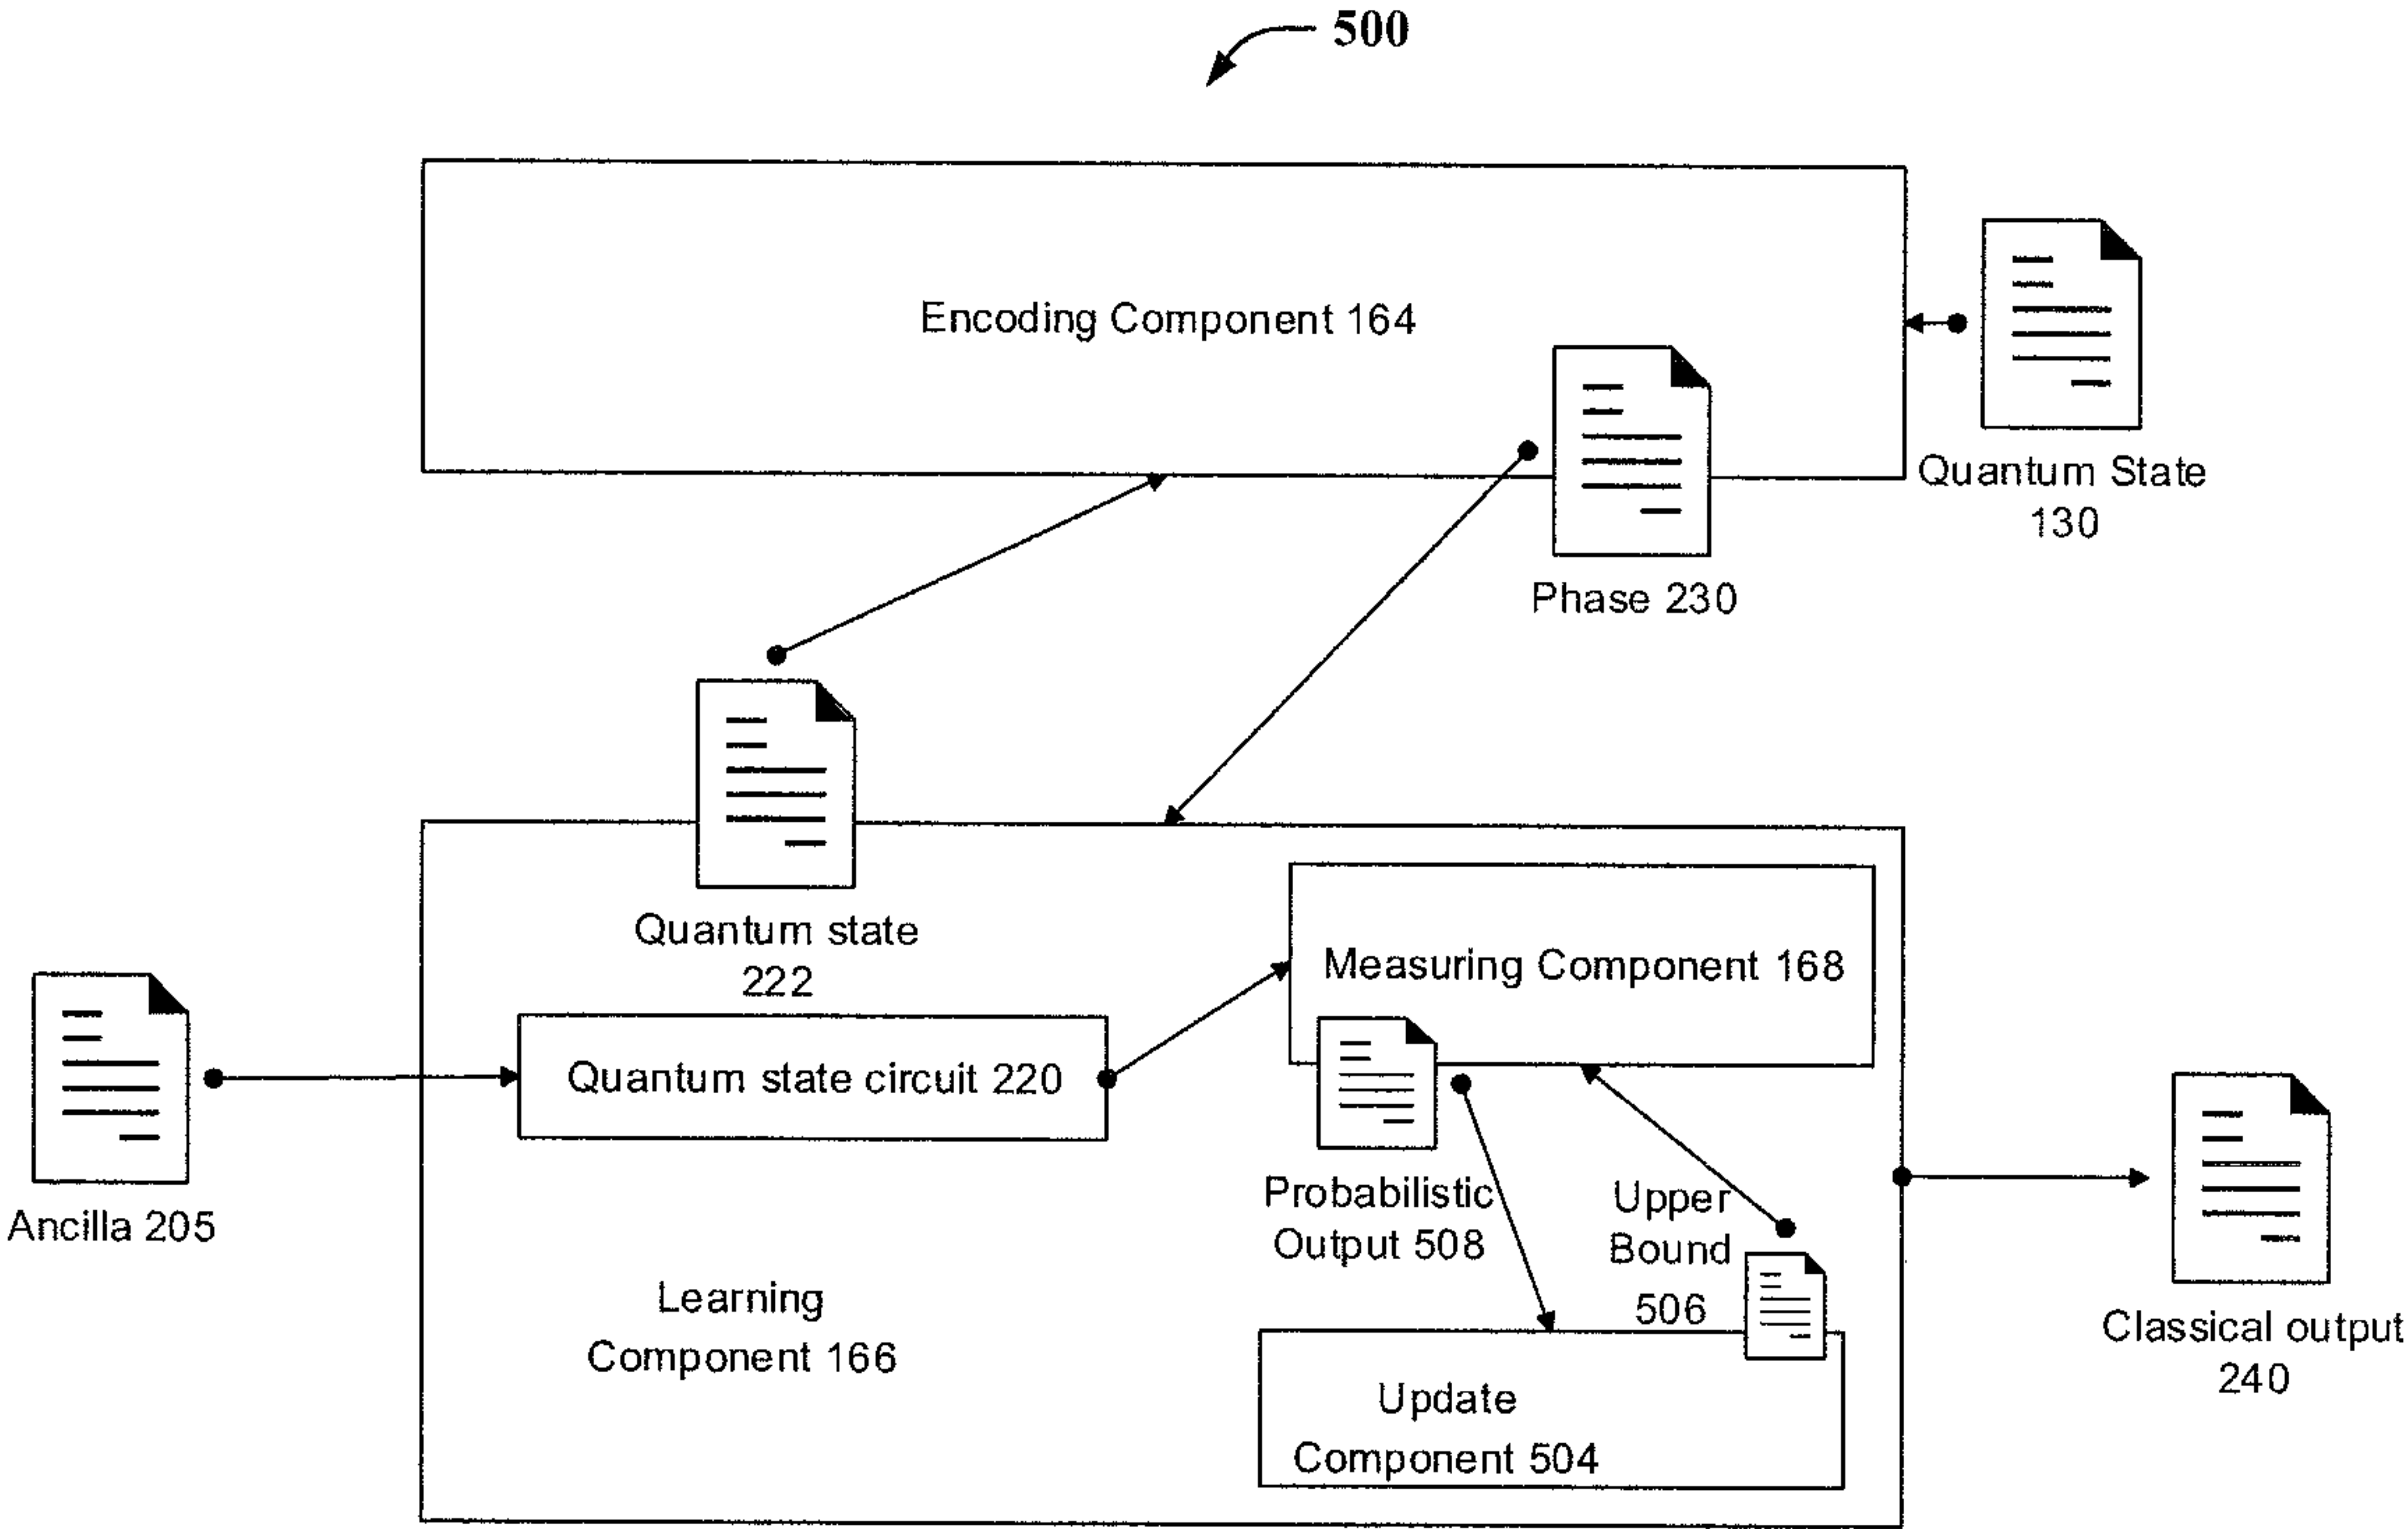 500
Encoding Component 164
Quantum State
130
Phase 230
Quantum state
222
Measuring Component 168
Quantum state circuit 220
Ancilla 205
Probabilistic
Output 508
Upper
Bound
506
Learning
Component 166
Update
Component 504
Classical output
240